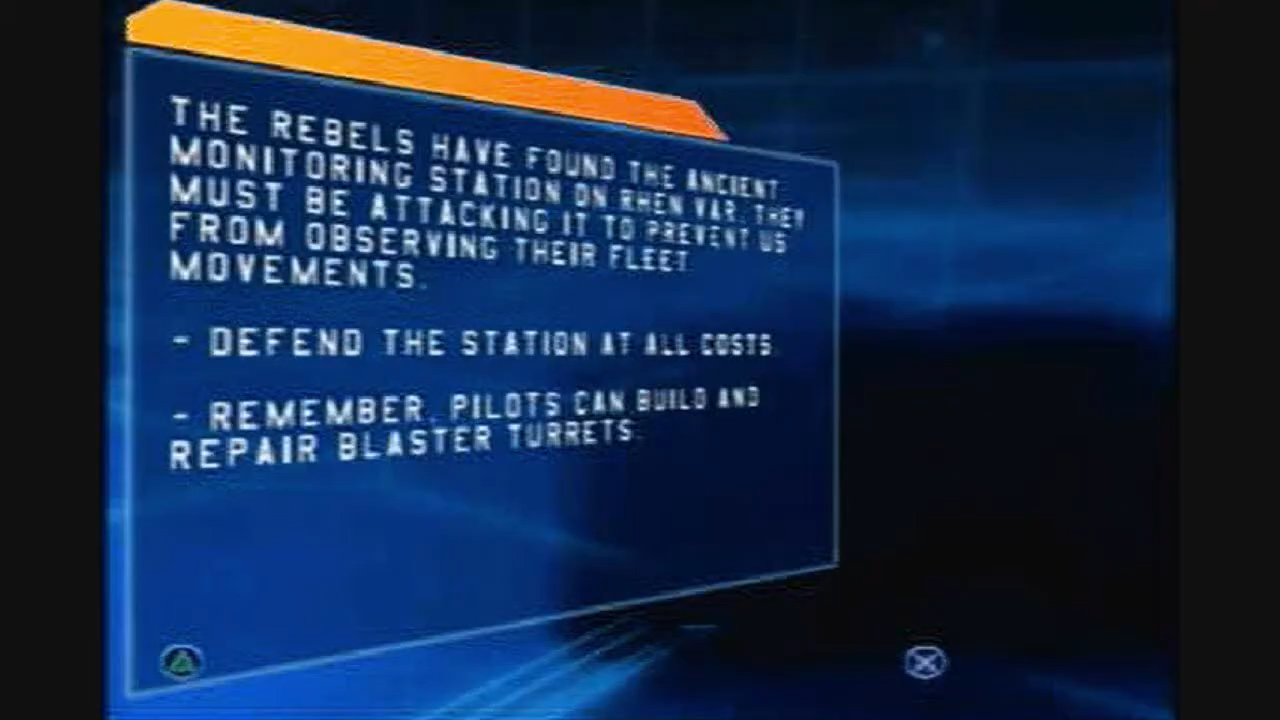 THE REBELS HAVE FOUND THE ANCIENT
MONITORING STATION ON RHEN VAR. THEY
MUST BE ATTACKING IT TO PREVENT US
FROM OBSERVING THEIR FLEET
MOVEMENTS.
- DEFEND THE STATION AT ALL COSTS.
- REMEMBER, PILOTS CAN BUILD AND
REPAIR BLASTER TURRETS.